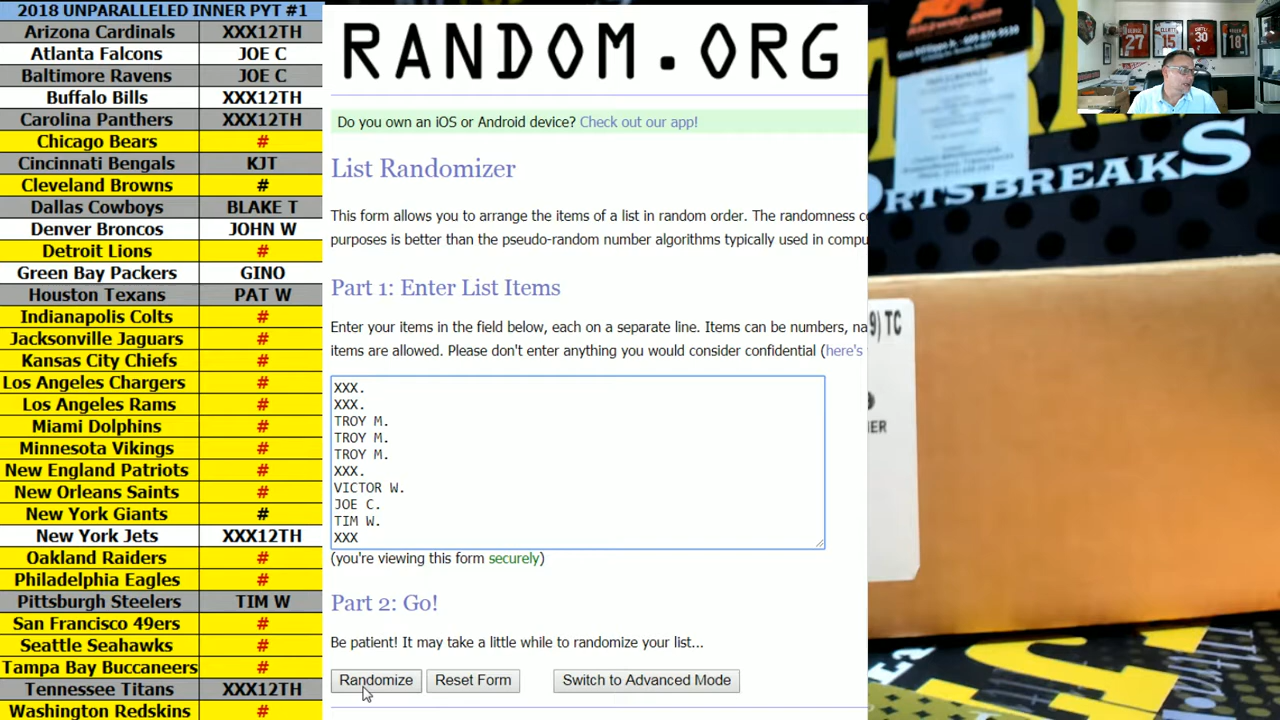 2018 UNPARALLELED INNER PYT #1
Arizona Cardinals XXX12TH
Atlanta Falcons JOE C
Baltimore Ravens JOE C
Buffalo Bills XXX12TH
Carolina Panthers XXX12TH
Chicago Bears #
Cincinnati Bengals KJT
Cleveland Browns #
Dallas Cowboys BLAKE T
Denver Broncos JOHN W
Detroit Lions #
Green Bay Packers GINO
Houston Texans PAT W
Indianapolis Colts #
Jacksonville Jaguars #
Kansas City Chiefs #
Los Angeles Chargers #
Los Angeles Rams #
Miami Dolphins #
Minnesota Vikings #
New England Patriots #
New Orleans Saints #
New York Giants #
New York Jets XXX12TH
Oakland Raiders #
Philadelphia Eagles #
Pittsburgh Steelers TIM W
San Francisco 49ers #
Seattle Seahawks #
Tampa Bay Buccaneers #
Tennessee Titans XXX12TH
Washington Redskins #
RANDOM.ORG
Do you own an iOS or Android device? Check out our app!
List Randomizer
This form allows you to arrange the items of a list in random order. The randomness co
purposes is better than the pseudo-random number algorithms typically used in compu
Part 1: Enter List Items
Enter your items in the field below, each on a separate line. Items can be numbers, na
items are allowed. Please don't enter anything you would consider confidential (here's
XXX.
XXX.
TROY M.
TROY M.
TROY M.
XXX.
VICTOR W.
JOE C.
TIM W.
XXX
(you're viewing this form securely)
Part 2: Go!
Be patient! It may take a little while to randomize your list...
Randomize Reset Form Switch to Advanced Mode
ORTS BREAKS
9) TC
NER
27
15
30
18